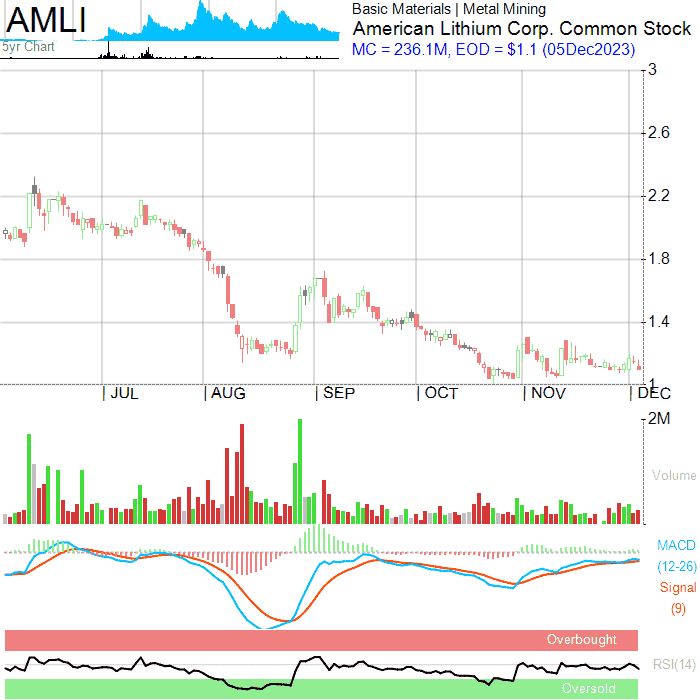 AMLI
5yr Chart
Basic Materials | Metal Mining
American Lithium Corp. Common Stock
MC = 236.1M, EOD = $1.1 (05Dec2023)
3
2.6
2.2
1.8
1.4
1
| JUL | AUG | SEP | OCT | NOV | DEC
2M
Volume
MACD
(12-26)
Signal
(9)
Overbought
RSI(14)
Oversold